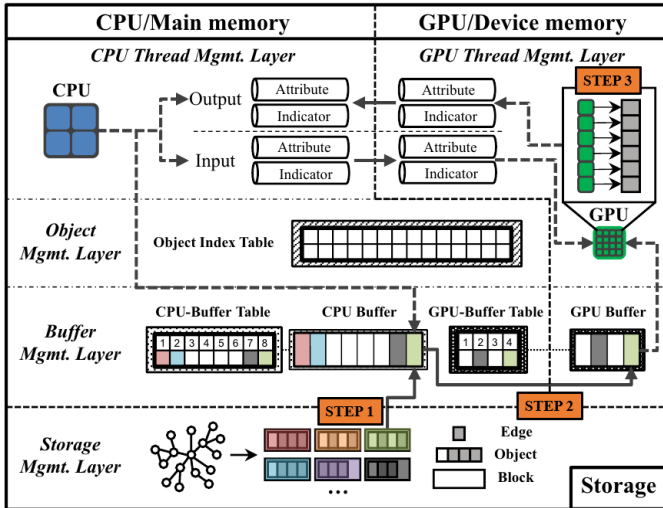 CPU/Main memory
GPU/Device memory
CPU Thread Mgmt. Layer
GPU Thread Mgmt. Layer
CPU
Output
Attribute
Indicator
Attribute
Indicator
STEP 3
Input
Attribute
Indicator
Attribute
Indicator
GPU
Object
Mgmt. Layer
Object Index Table
Buffer
Mgmt. Layer
CPU-Buffer Table
CPU Buffer
GPU-Buffer Table
GPU Buffer
1 2 3 4 5 6 7 8
1 2 3 4
STEP 1
STEP 2
Storage
Mgmt. Layer
...
Edge
Object
Block
Storage